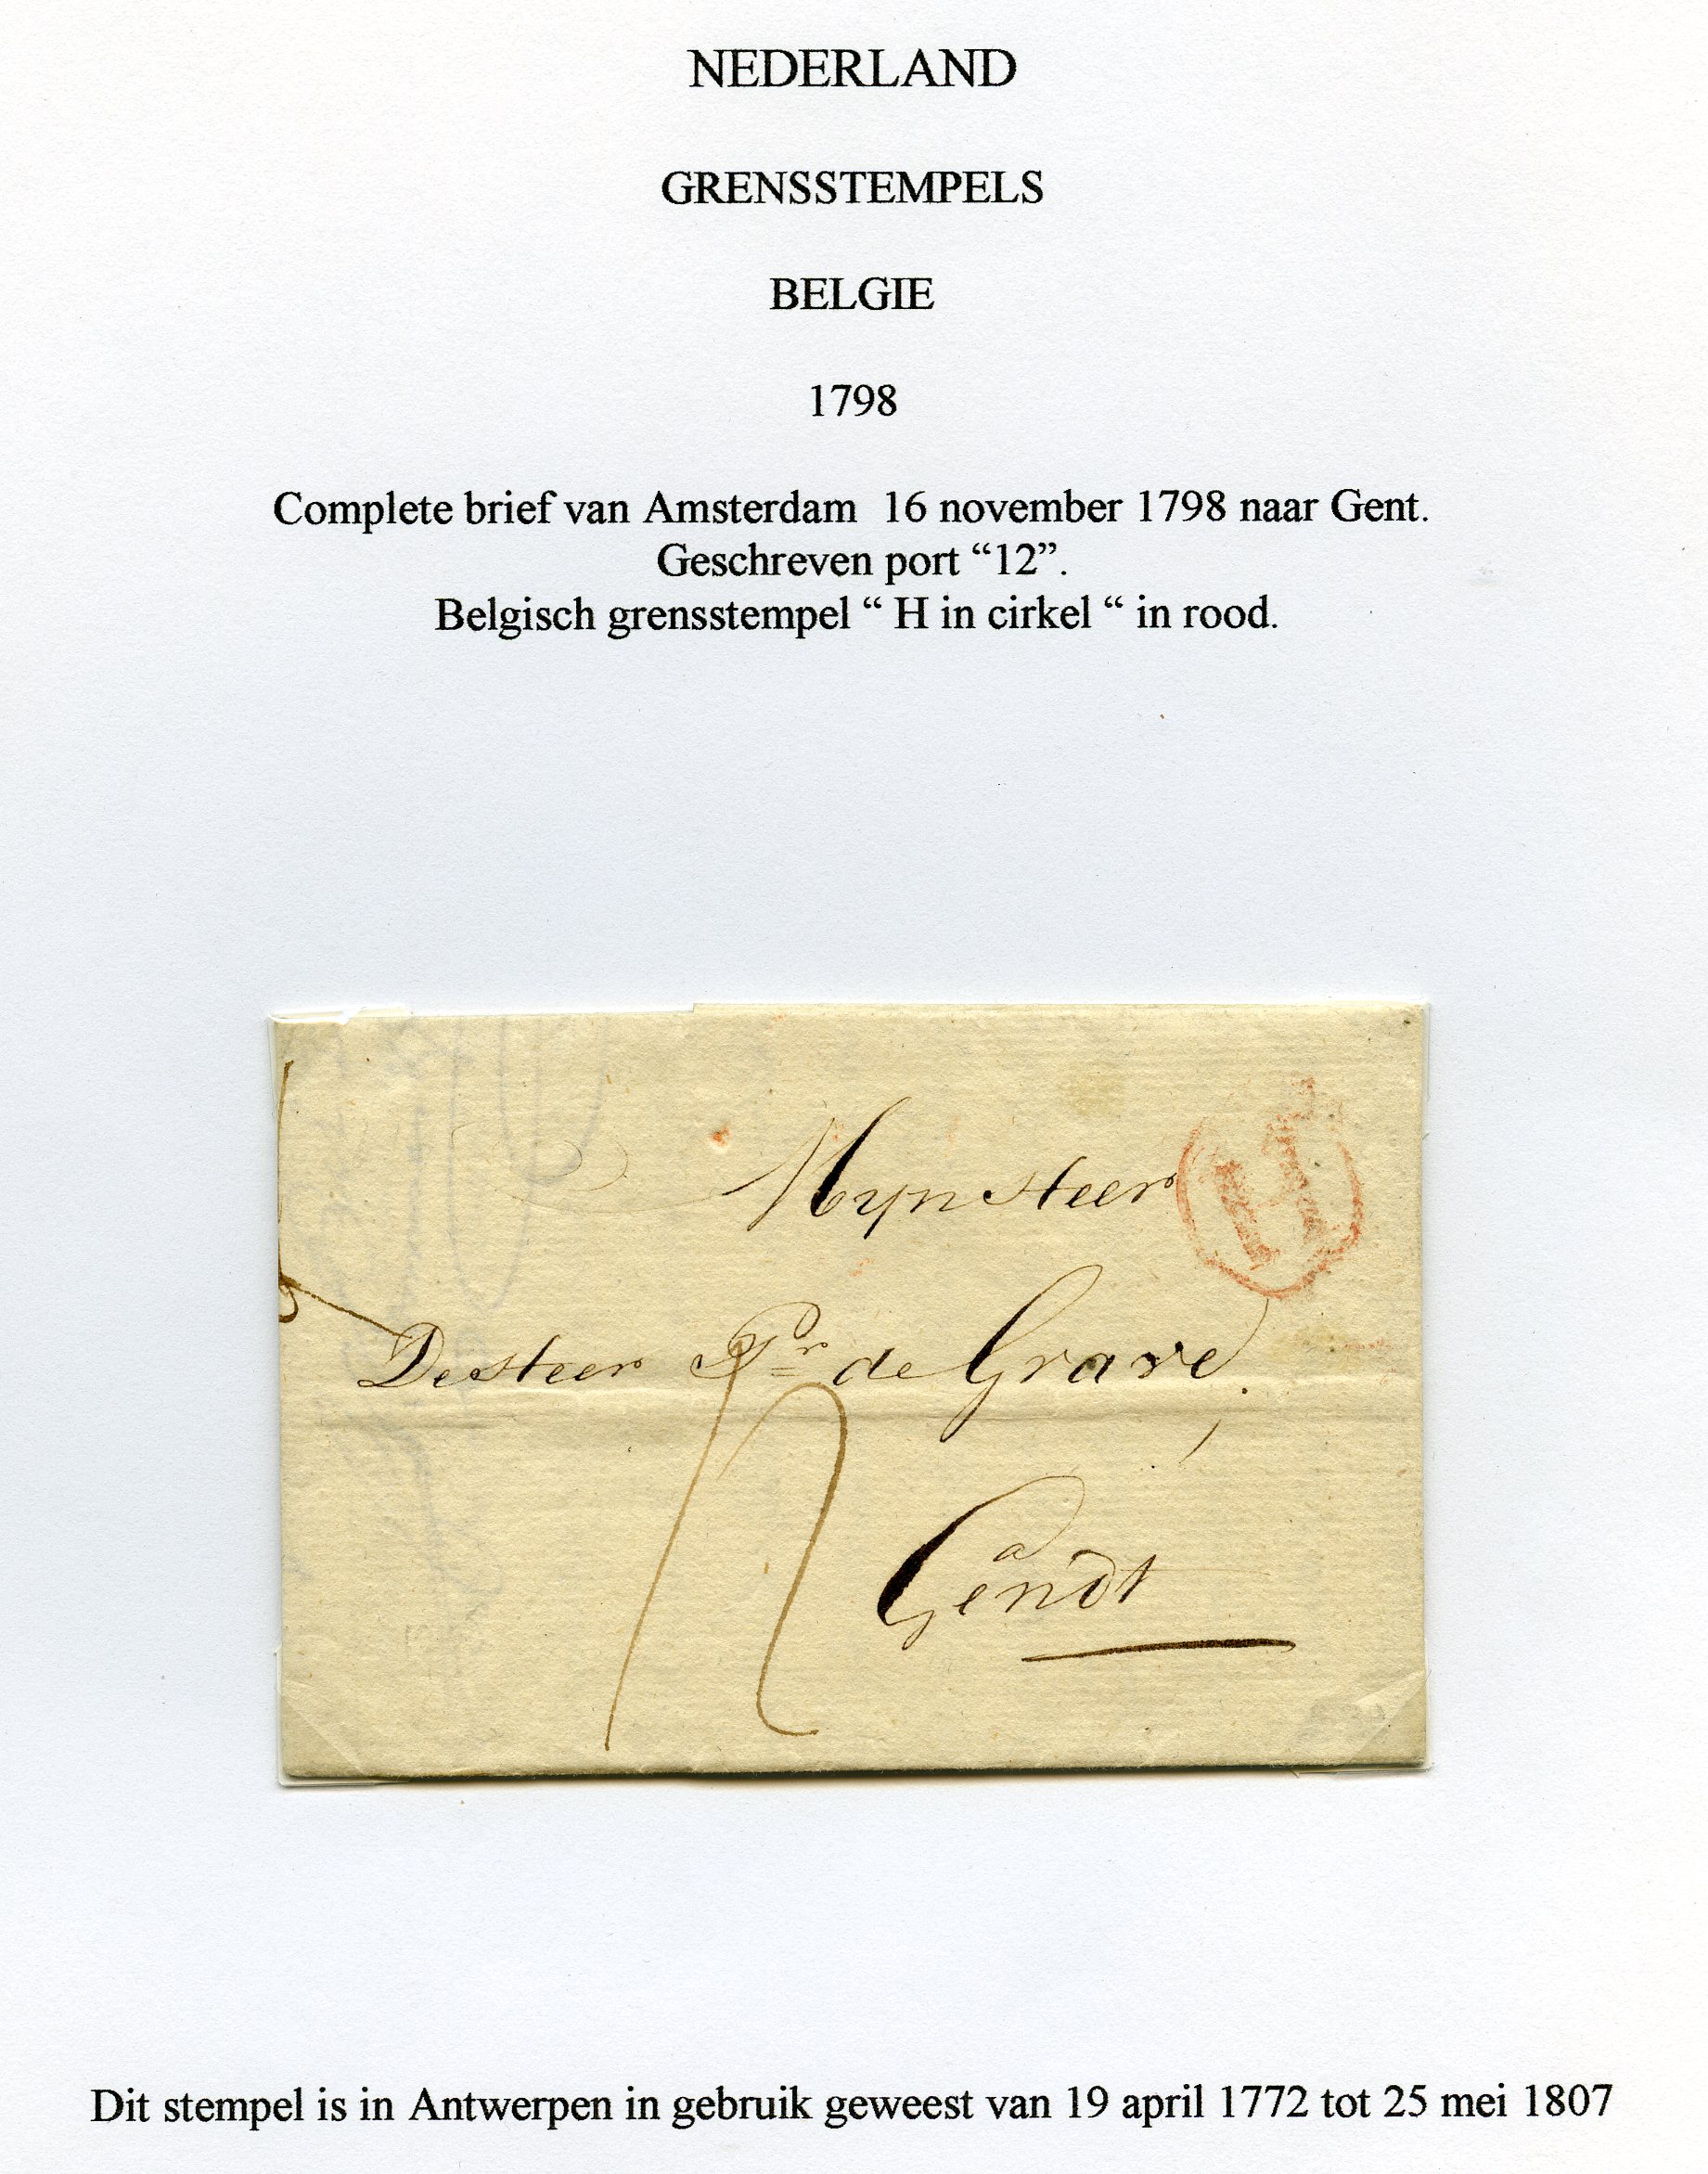 NEDERLAND
GRENSSTEMPELS
BELGIE
1798
Complete brief van Amsterdam 16 november 1798 naar Gent.
Geschreven port “12”.
Belgisch grensstempel “ H in cirkel “ in rood.
Mijn Heer
H
De Heer Pr de Grave
12
a
Gendt
Dit stempel is in Antwerpen in gebruik geweest van 19 april 1772 tot 25 mei 1807